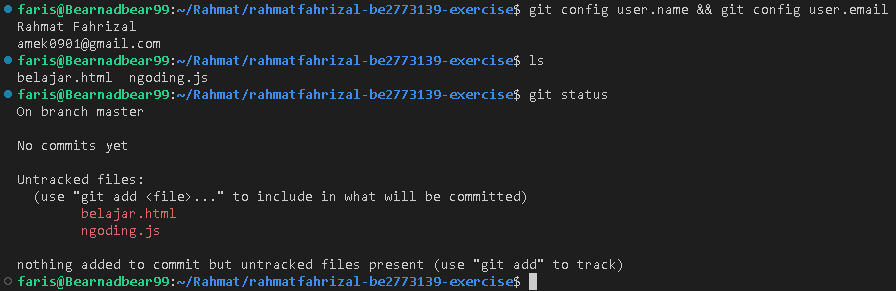 faris@Bearnadbear99:~/Rahmat/rahmatfahrizal-be2773139-exercise$ git config user.name && git config user.email
Rahmat Fahrizal
amek0901@gmail.com
faris@Bearnadbear99:~/Rahmat/rahmatfahrizal-be2773139-exercise$ ls
belajar.html  ngoding.js
faris@Bearnadbear99:~/Rahmat/rahmatfahrizal-be2773139-exercise$ git status
On branch master
No commits yet
Untracked files:
  (use "git add <file>..." to include in what will be committed)
        belajar.html
        ngoding.js
nothing added to commit but untracked files present (use "git add" to track)
faris@Bearnadbear99:~/Rahmat/rahmatfahrizal-be2773139-exercise$